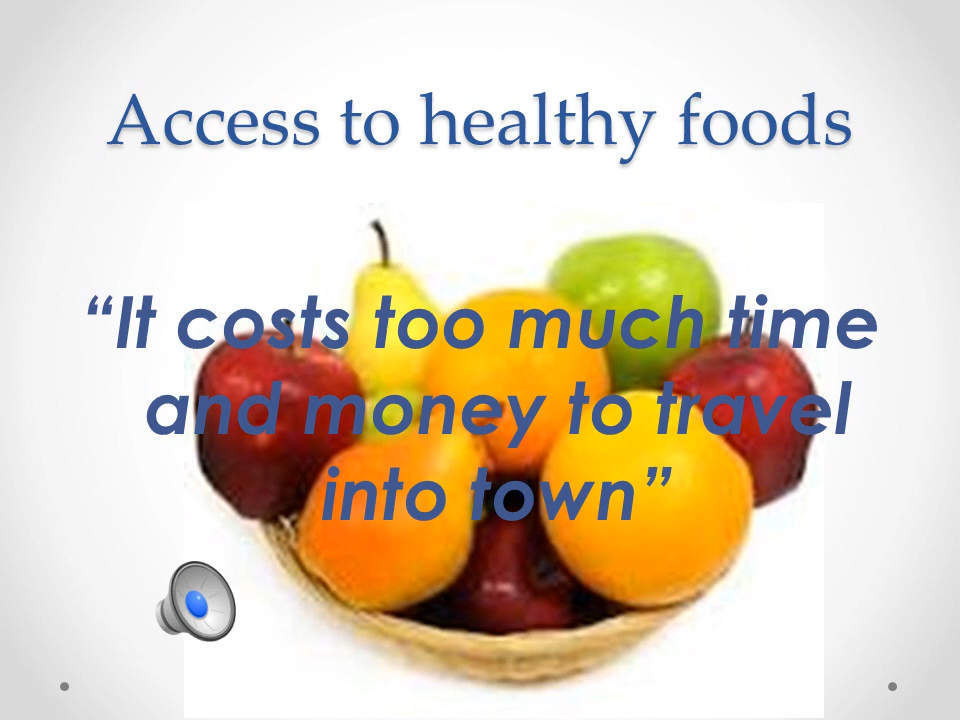 Access to healthy foods
“It costs too much time
and money to travel
into town”